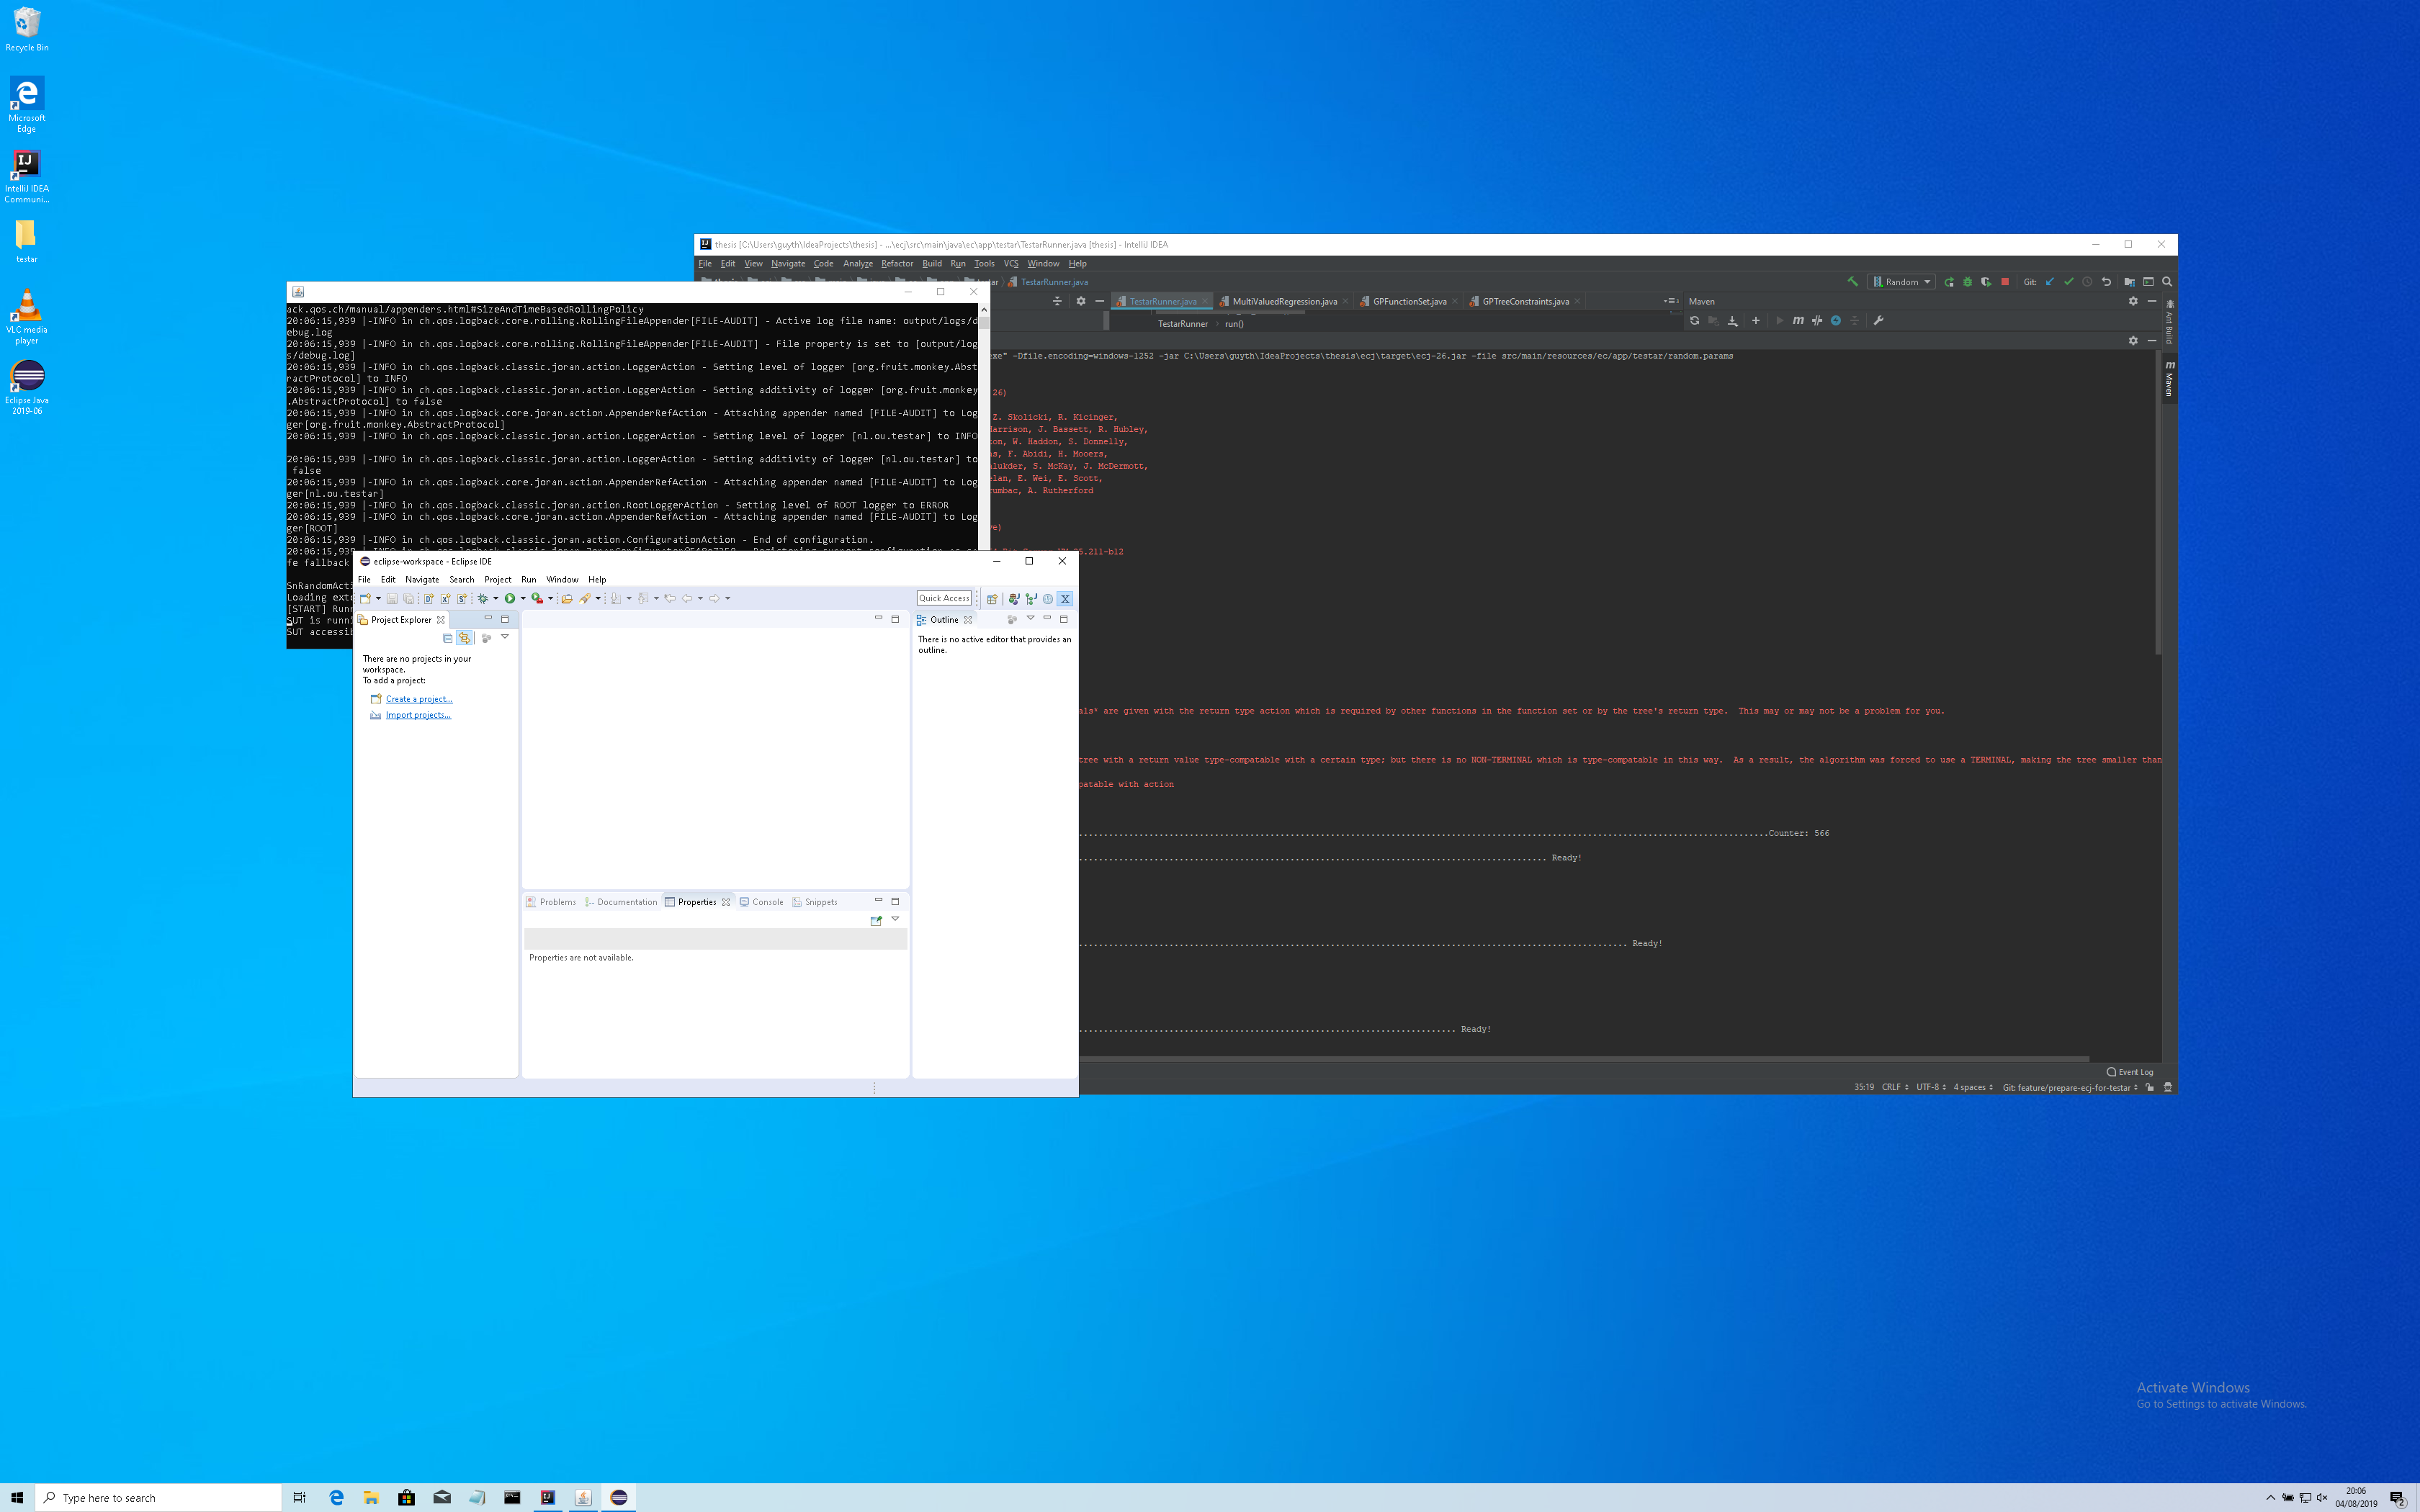 Recycle Bin
Microsoft
Edge
IntelliJ IDEA
Communi...
testar
VLC media
player
Eclipse Java
2019-06
thesis [C:\Users\guyth\IdeaProjects\thesis] - ...\ecj\src\main\java\ec\app\testar\TestarRunner.java [thesis] - IntelliJ IDEA
File Edit View Navigate Code Analyze Refactor Build Run Tools VCS Window Help
TestarRunner.java
Random
Git:
TestarRunner.java MultiValuedRegression.java GPFunctionSet.java GPTreeConstraints.java
Maven
TestarRunner run()
Ant Build
Maven
exe" -Dfile.encoding=windows-1252 -jar C:\Users\guyth\IdeaProjects\thesis\ecj\target\ecj-26.jar -file src/main/resources/ec/app/testar/random.params
26)
Z. Skolicki, R. Kicinger,
arrison, J. Bassett, R. Hubley,
W. Haddon, S. Donnelly,
F. Abidi, H. Mooers,
S. McKay, J. McDermott,
E. Wei, E. Scott,
A. Rutherford
5.211-b12
als* are given with the return type action which is required by other functions in the function set or by the tree's return type.  This may or may not be a problem for you.
tree with a return value type-compatable with a certain type; but there is no NON-TERMINAL which is type-compatable in this way.  As a result, the algorithm was forced to use a TERMINAL, making the tree smaller than
patable with action
Counter: 566
Ready!
Ready!
Ready!
Event Log
35:19 CRLF UTF-8 4 spaces Git: feature/prepare-ecj-for-testar
ack.qos.ch/manual/appenders.html#SizeAndTimeBasedRollingPolicy
20:06:15,939 |-INFO in ch.qos.logback.core.rolling.RollingFileAppender[FILE-AUDIT] - Active log file name: output/logs/d
ebug.log
20:06:15,939 |-INFO in ch.qos.logback.core.rolling.RollingFileAppender[FILE-AUDIT] - File property is set to [output/log
s/debug.log]
20:06:15,939 |-INFO in ch.qos.logback.classic.joran.action.LoggerAction - Setting level of logger [org.fruit.monkey.Abst
ractProtocol] to INFO
20:06:15,939 |-INFO in ch.qos.logback.classic.joran.action.LoggerAction - Setting additivity of logger [org.fruit.monkey
.AbstractProtocol] to false
20:06:15,939 |-INFO in ch.qos.logback.core.joran.action.AppenderRefAction - Attaching appender named [FILE-AUDIT] to Log
ger[org.fruit.monkey.AbstractProtocol]
20:06:15,939 |-INFO in ch.qos.logback.classic.joran.action.LoggerAction - Setting level of logger [nl.ou.testar] to INFO
20:06:15,939 |-INFO in ch.qos.logback.classic.joran.action.LoggerAction - Setting additivity of logger [nl.ou.testar] to
false
20:06:15,939 |-INFO in ch.qos.logback.core.joran.action.AppenderRefAction - Attaching appender named [FILE-AUDIT] to Log
ger[nl.ou.testar]
20:06:15,939 |-INFO in ch.qos.logback.classic.joran.action.RootLoggerAction - Setting level of ROOT logger to ERROR
20:06:15,939 |-INFO in ch.qos.logback.core.joran.action.AppenderRefAction - Attaching appender named [FILE-AUDIT] to Log
ger[ROOT]
20:06:15,939 |-INFO in ch.qos.logback.classic.joran.action.ConfigurationAction - End of configuration.
fe fallback
SnRandomActi
Loading exte
[START] Runn
SUT is runni
SUT accessib
eclipse-workspace - Eclipse IDE
File Edit Navigate Search Project Run Window Help
Quick Access
Project Explorer
There are no projects in your
workspace.
To add a project:
Create a project...
Import projects...
Outline
There is no active editor that provides an
outline.
Problems Documentation Properties Console Snippets
Properties are not available.
Activate Windows
Go to Settings to activate Windows.
Type here to search
20:06
04/08/2019
2